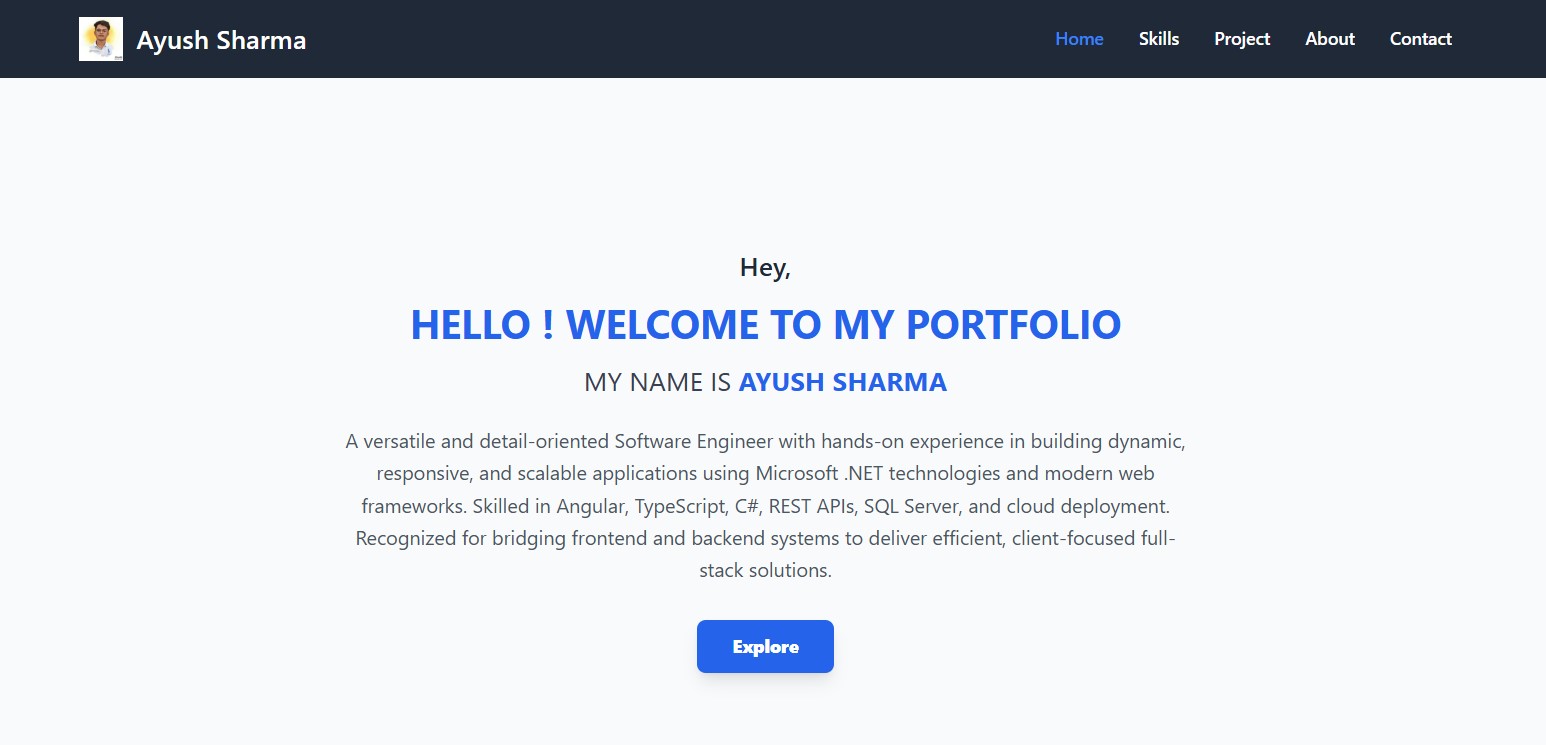 Ayush Sharma
Home Skills Project About Contact
Hey,
HELLO ! WELCOME TO MY PORTFOLIO
MY NAME IS AYUSH SHARMA
A versatile and detail-oriented Software Engineer with hands-on experience in building dynamic,
responsive, and scalable applications using Microsoft .NET technologies and modern web
frameworks. Skilled in Angular, TypeScript, C#, REST APIs, SQL Server, and cloud deployment.
Recognized for bridging frontend and backend systems to deliver efficient, client-focused full-
stack solutions.
Explore